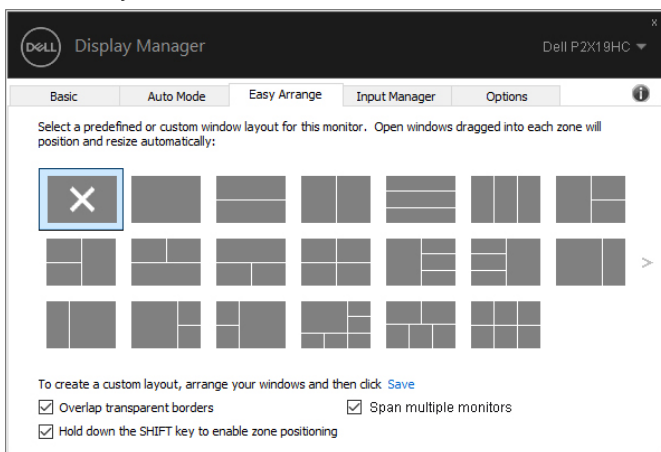 x
DELL Display Manager
Dell P2X19HC
Basic Auto Mode Easy Arrange Input Manager Options
Select a predefined or custom window layout for this monitor. Open windows dragged into each zone will
position and resize automatically:
>
To create a custom layout, arrange your windows and then click Save
Overlap transparent borders Span multiple monitors
Hold down the SHIFT key to enable zone positioning